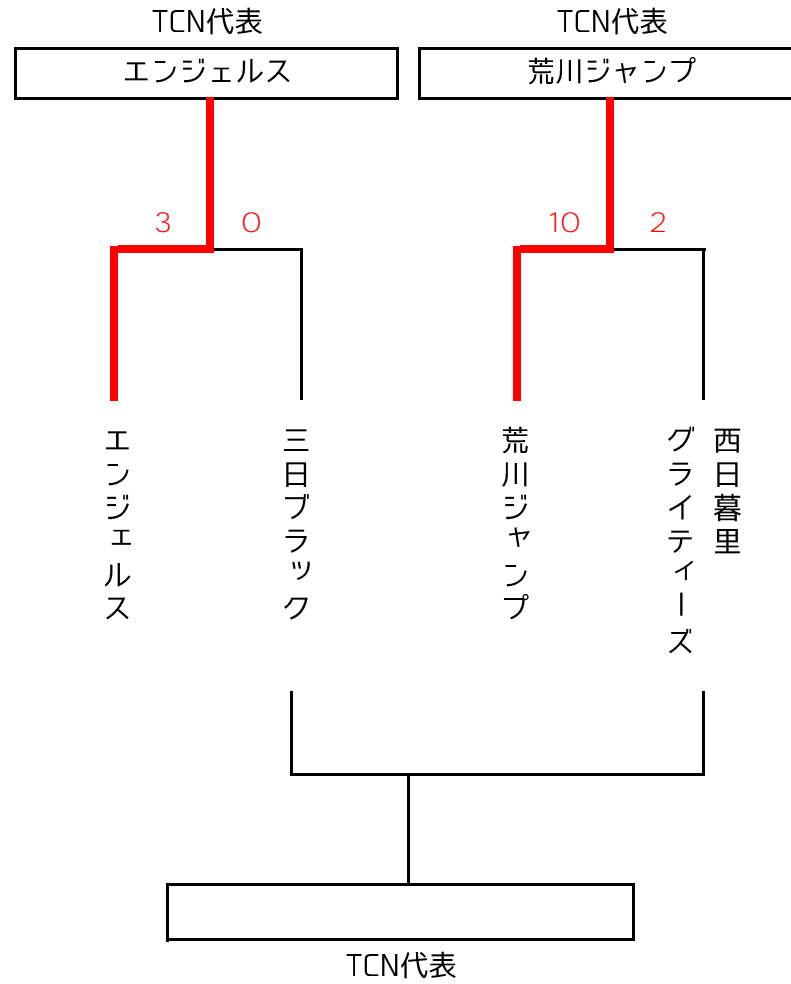 TCN代表
TCN代表
エンジェルス
荒川ジャンプ
3
0
10
2
エンジェルス
三日ブラック
荒川ジャンプ
西日暮里
グライティーズ
TCN代表